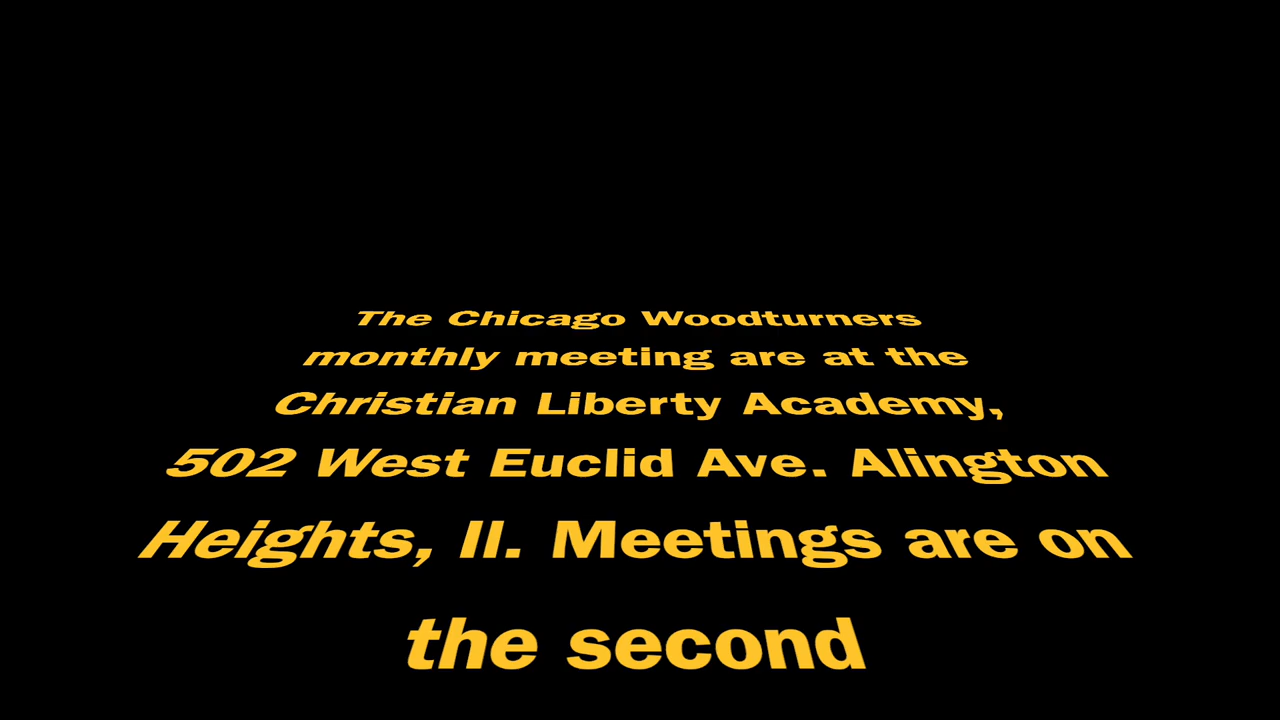 The Chicago Woodturners
monthly meeting are at the
Christian Liberty Academy,
502 West Euclid Ave. Alington
Heights, Il. Meetings are on
the second